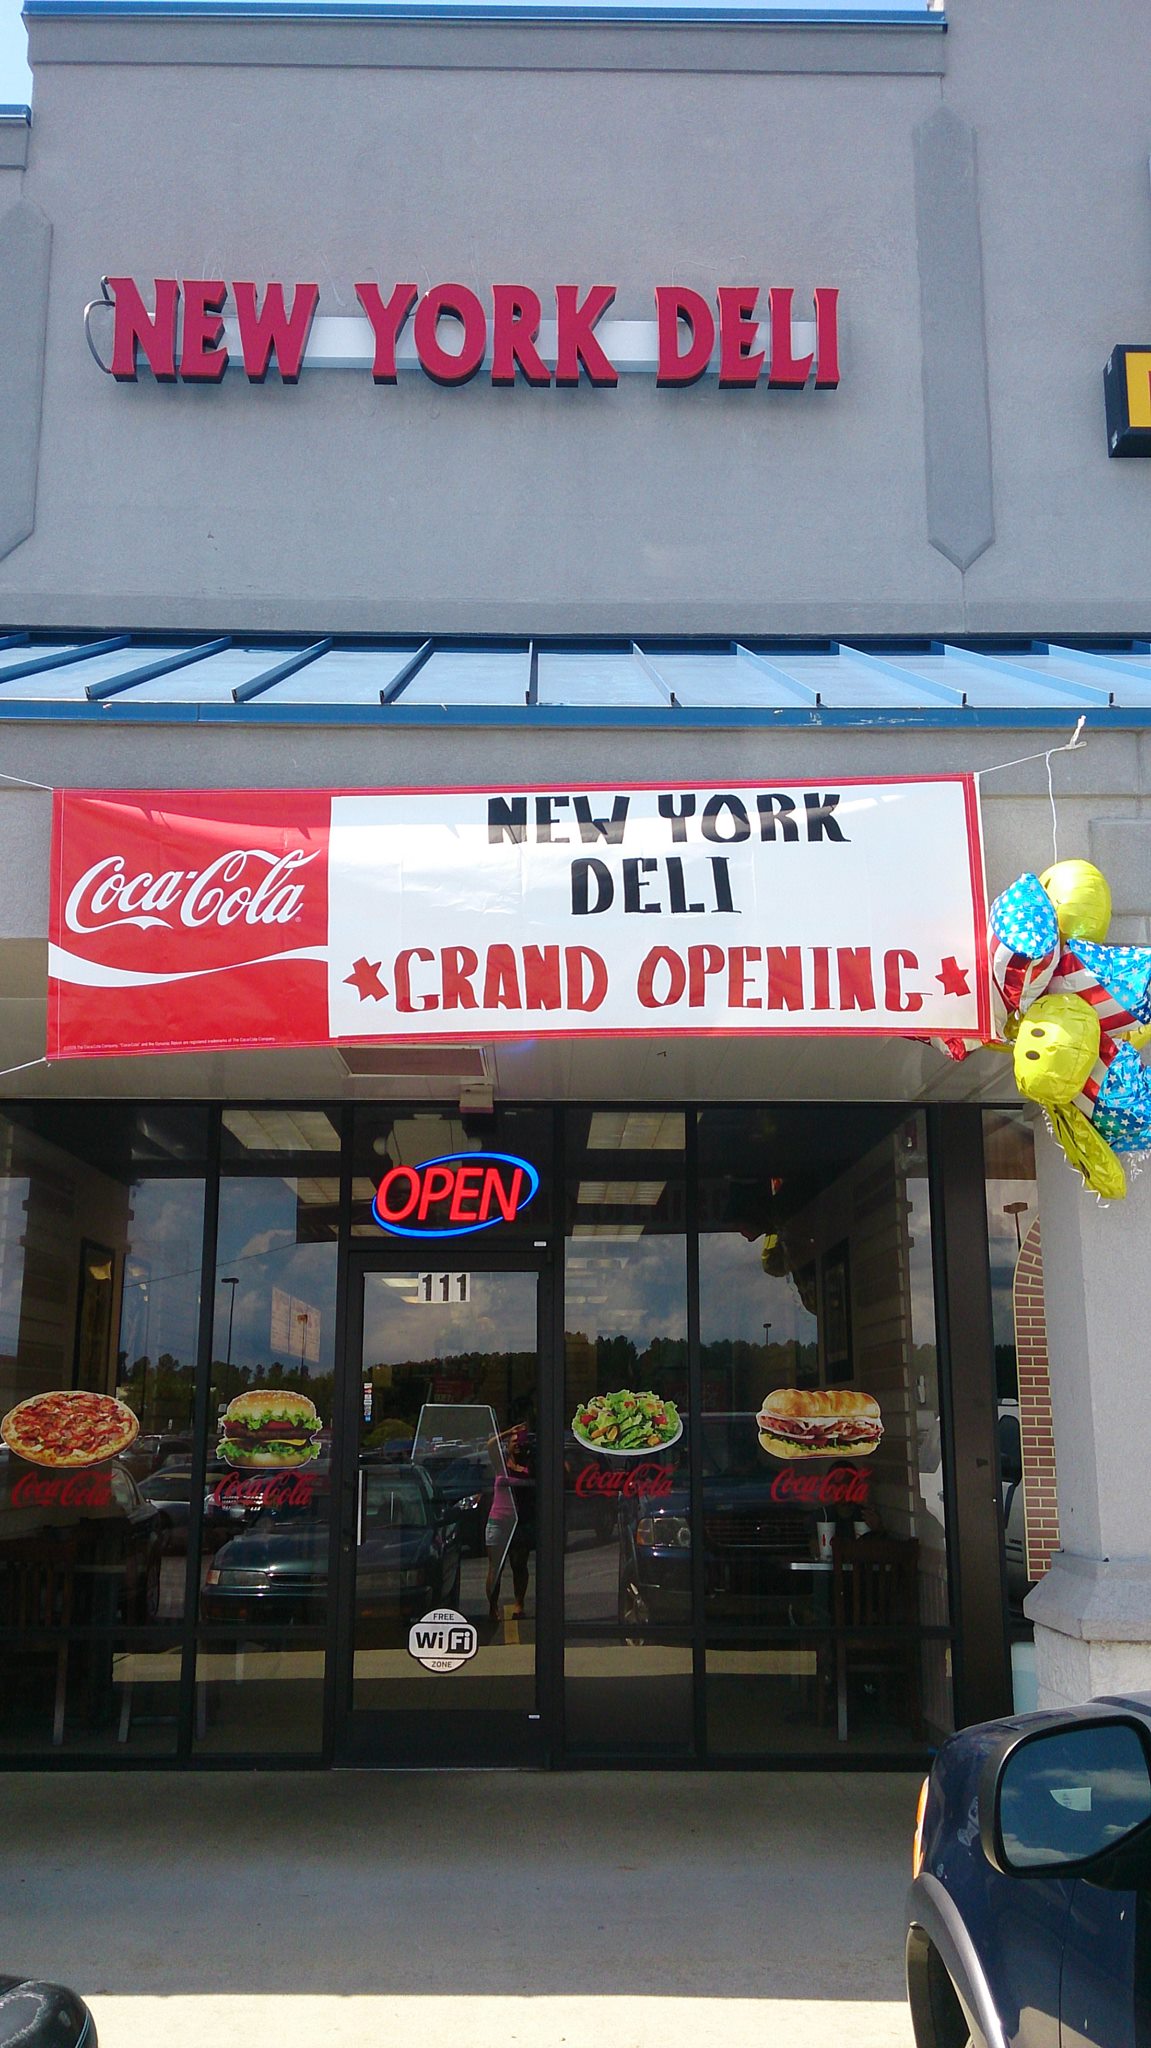 NEW YORK DELI
Coca-Cola
NEW YORK
DELI
GRAND OPENING
OPEN
111
Coca-Cola
Coca-Cola
Coca-Cola
Coca-Cola
FREE
WiFi
ZONE